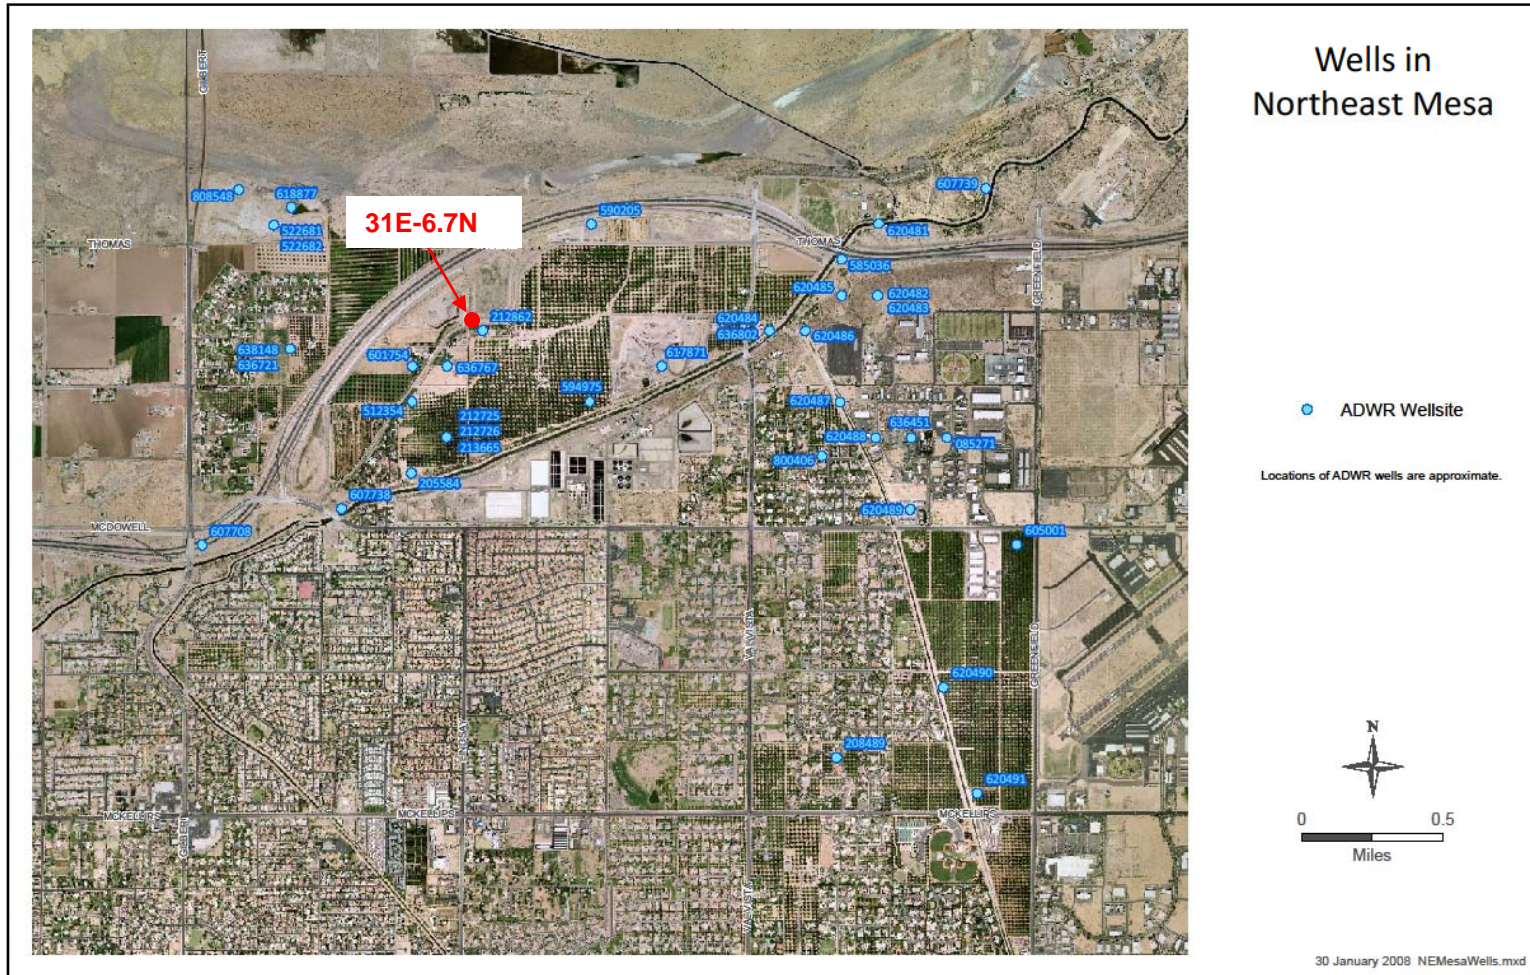 Wells in
Northeast Mesa
GILBERT
808548
618877
522681
522682
THOMAS
31E-6.7N
590205
607739
620481
THOMAS
585036
GREENFIELD
620485
620482
620483
212862
620484
636802
620486
638148
636721
601754
636767
617871
594975
512354
212725
212726
213665
620487
636451
620488
085271
800406
205584
607738
620489
MCDOWELL
607708
605001
ADWR Wellsite
Locations of ADWR wells are approximate.
VAL VISTA
GREENFIELD
LINDSAY
620490
208489
620491
N
0 0.5
Miles
MCKELLIPS
MCKELLIPS
MCKELLIPS
GILBERT
VAL VISTA
30 January 2008 NEMesaWells.mxd